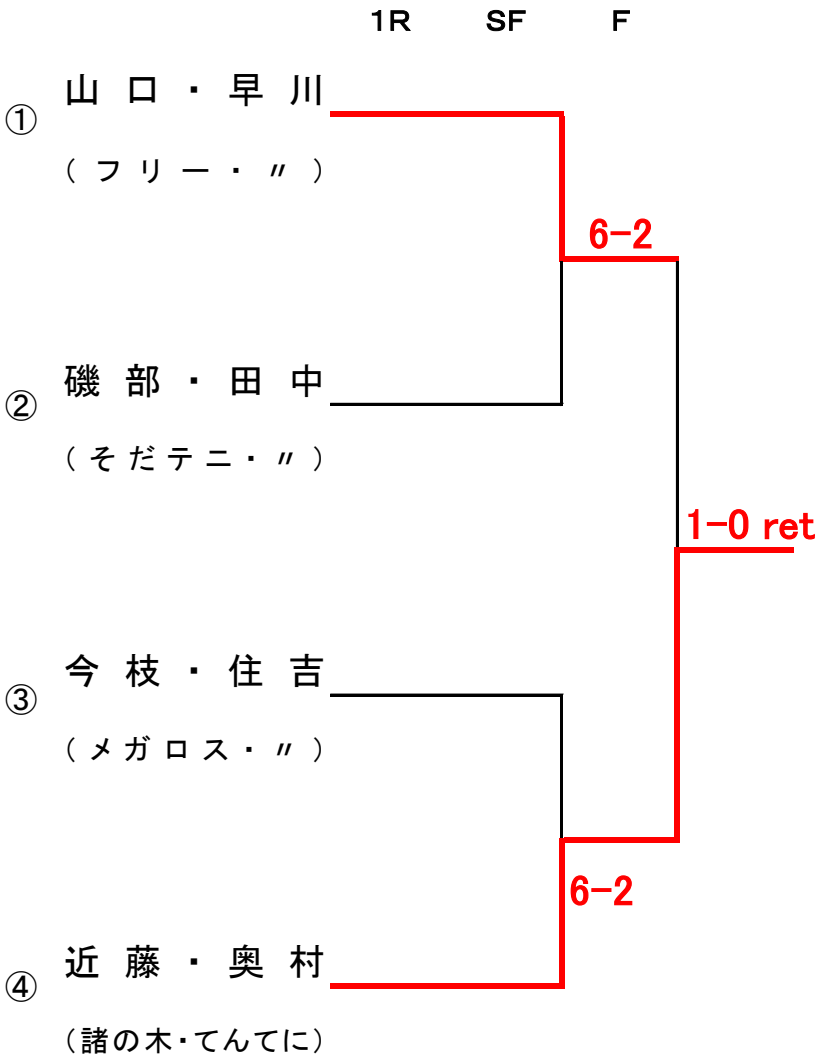 1R SF F
山口・早川
①
(フリー・〃)
6-2
磯部・田中
②
(そだテニ・〃)
1-0 ret
今枝・住吉
③
(メガロス・〃)
6-2
近藤・奥村
④
(諸の木・てんてに)